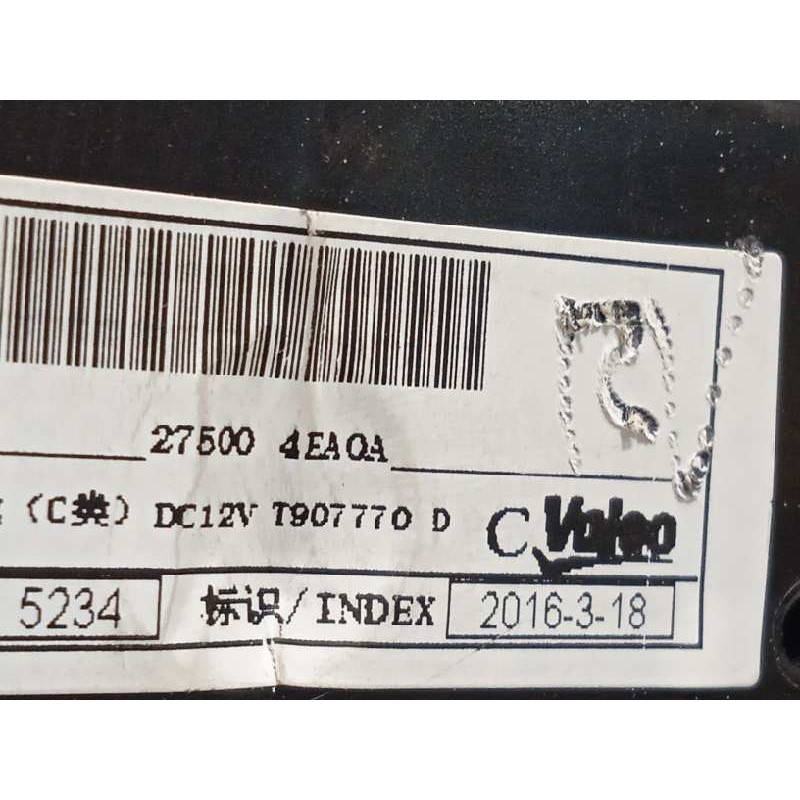 27500 4EA0A
(C类) DC12V T907770 D C Valeo
5234 标识/INDEX 2016-3-18